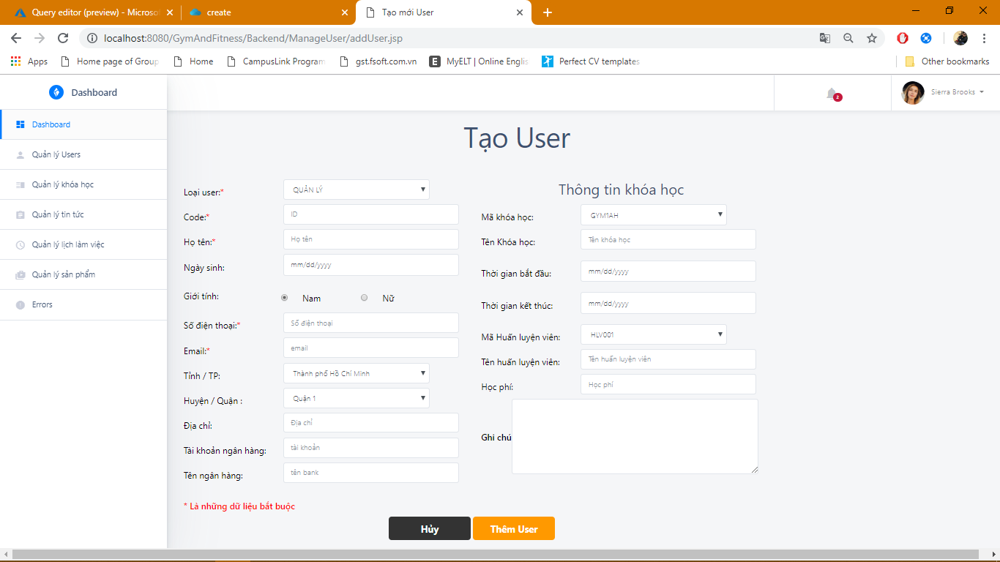 Query editor (preview) - Microso
create
Tạo mới User
localhost:8080/GymAndFitness/Backend/ManageUser/addUser.jsp
Apps
Home page of Group
Home
CampusLink Program
gst.fsoft.com.vn
MyELT | Online Englis
Perfect CV templates
Other bookmarks
Dashboard
2
Sierra Brooks
Dashboard
Quản lý Users
Quản lý khóa học
Quản lý tin tức
Quản lý lịch làm việc
Quản lý sản phẩm
Errors
Tạo User
Loại user:* QUẢN LÝ
Code:* ID
Họ tên:* Họ tên
Ngày sinh: mm/dd/yyyy
Giới tính: Nam Nữ
Số điện thoại:* Số điện thoại
Email:* email
Tỉnh / TP: Thành phố Hồ Chí Minh
Huyện / Quận : Quận 1
Địa chỉ: Địa chỉ
Tài khoản ngân hàng: tài khoản
Tên ngân hàng: tên bank
Thông tin khóa học
Mã khóa học: GYM1AH
Tên Khóa học: Tên khóa học
Thời gian bắt đầu: mm/dd/yyyy
Thời gian kết thúc: mm/dd/yyyy
Mã Huấn luyện viên: HLV001
Tên huấn luyện viên: Tên huấn luyện viên
Học phí: Học phí
Ghi chú
* Là những dữ liệu bắt buộc
Hủy
Thêm User